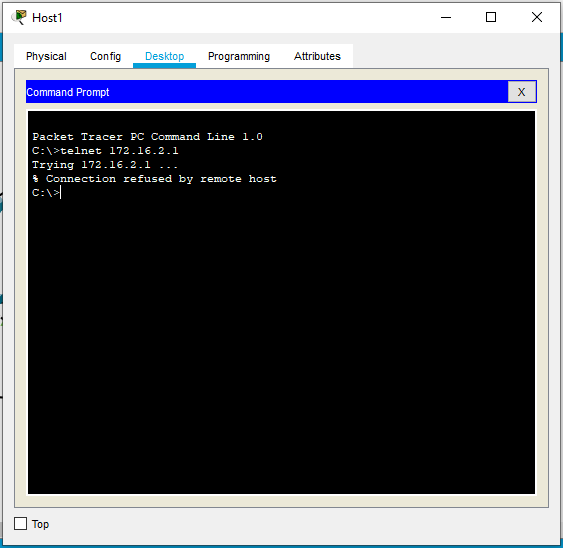 Host1
Physical Config Desktop Programming Attributes
Command Prompt
X
Packet Tracer PC Command Line 1.0
C:\>telnet 172.16.2.1
Trying 172.16.2.1 ...
% Connection refused by remote host
C:\>
Top